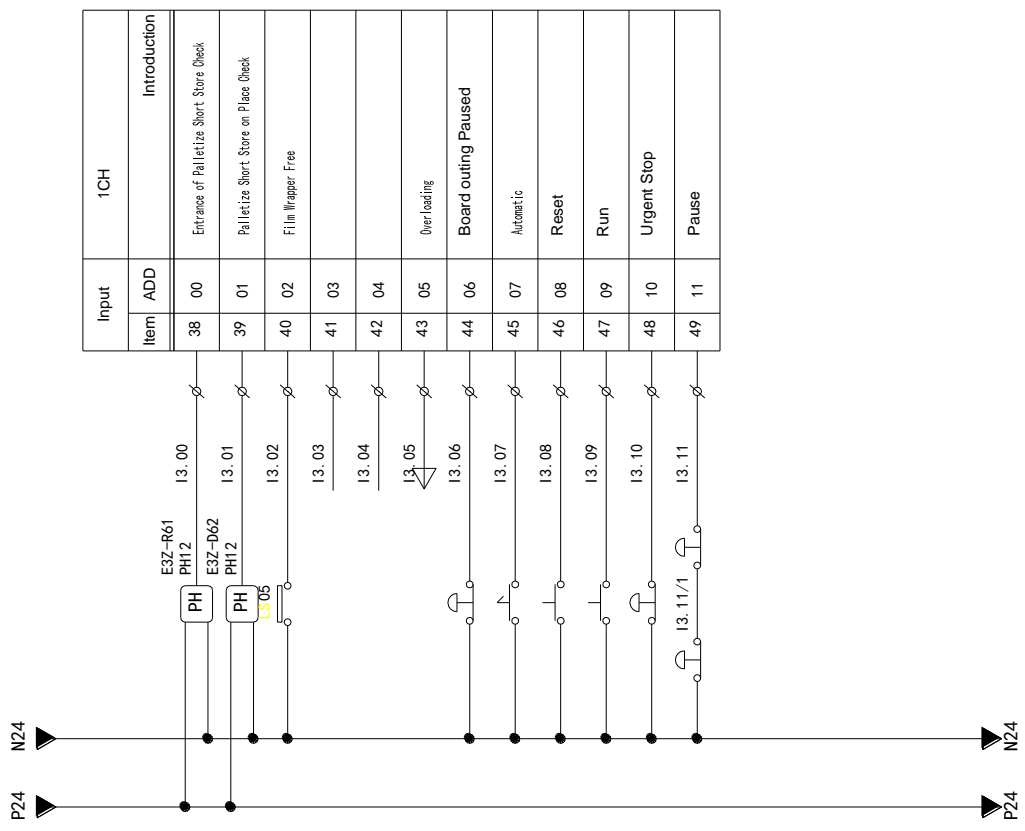 1CH
Input
Introduction
ADD
Item
Entrance of Palletize Short Store Check
00
38
Palletize Short Store on Place Check
01
39
Film Wrapper Free
02
40
03
41
04
42
Overloading
05
43
Board outing Paused
06
44
Automatic
07
45
Reset
08
46
Run
09
47
Urgent Stop
10
48
Pause
11
49
I3.00
I3.01
I3.02
I3.03
I3.04
I3.05
I3.06
I3.07
I3.08
I3.09
I3.10
I3.11
E3Z-R61
PH12
E3Z-D62
PH12
PH
PH
LS05
I3.11/1
N24
N24
P24
P24